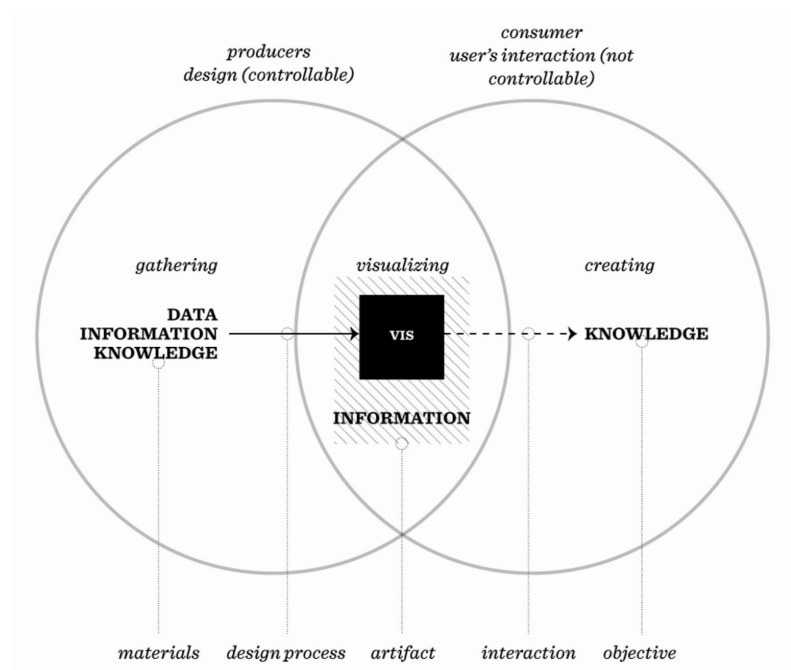 producers
design (controllable)
consumer
user's interaction (not
controllable)
gathering
visualizing
creating
DATA
INFORMATION
KNOWLEDGE
VIS
KNOWLEDGE
INFORMATION
materials
design process
artifact
interaction
objective